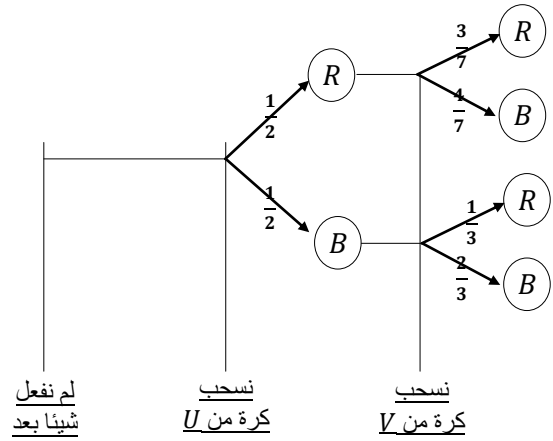 3/7
R
R
1/2
4/7
B
1/2
1/3
R
B
2/3
B
لم نفعل
شيئا بعد
نسحب
كرة من U
نسحب
كرة من V